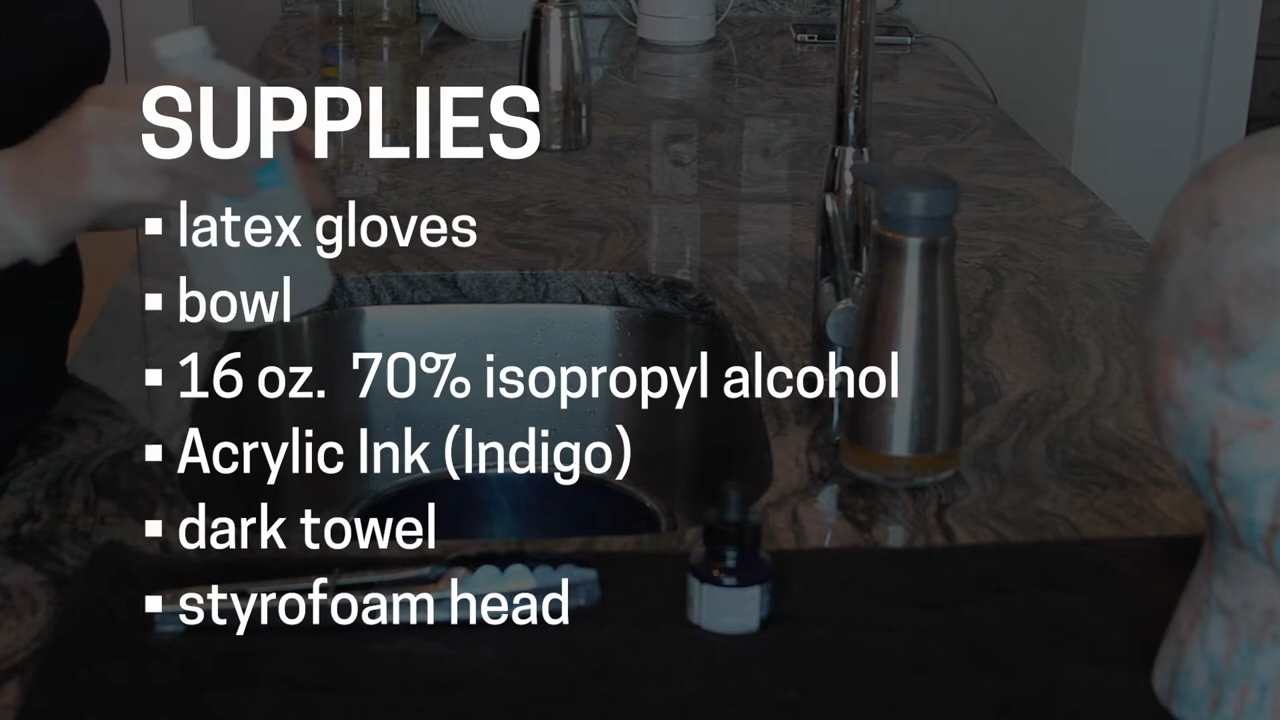 SUPPLIES
▪ latex gloves
▪ bowl
▪ 16 oz. 70% isopropyl alcohol
▪ Acrylic Ink (Indigo)
▪ dark towel
▪ styrofoam head